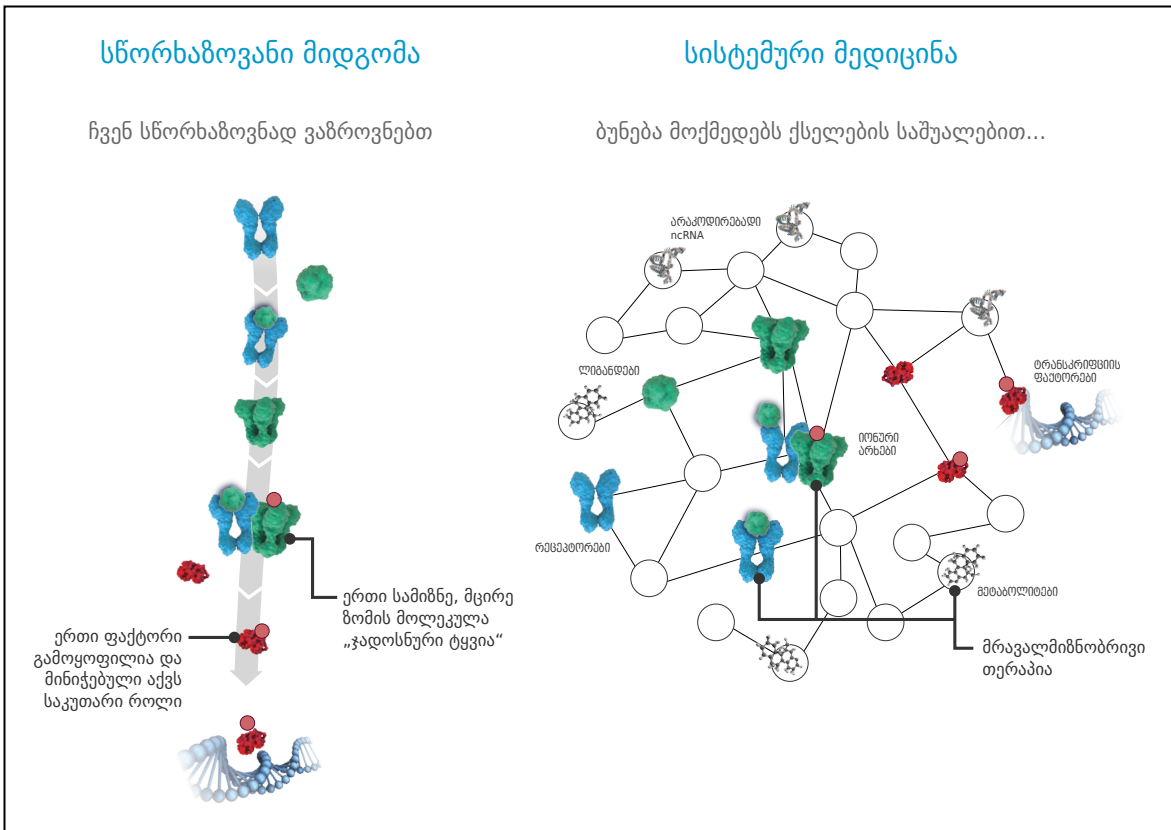 სწორხაზოვანი მიდგომა
ჩვენ სწორხაზოვნად ვაზროვნებთ
ერთი სამიზნე, მცირე
ზომის მოლეკულა
„ჯადოსნური ტყვია“
ერთი ფაქტორი
გამოყოფილია და
მინიჭებული აქვს
საკუთარი როლი
სისტემური მედიცინა
ბუნება მოქმედებს ქსელების საშუალებით...
არაკოდირებადი
ncRNA
ლიგანდები
ტრანსკრიფციის
ფაქტორები
იონური
არხები
რეცეპტორები
მეტაბოლიტები
მრავალმიზნობრივი
თერაპია